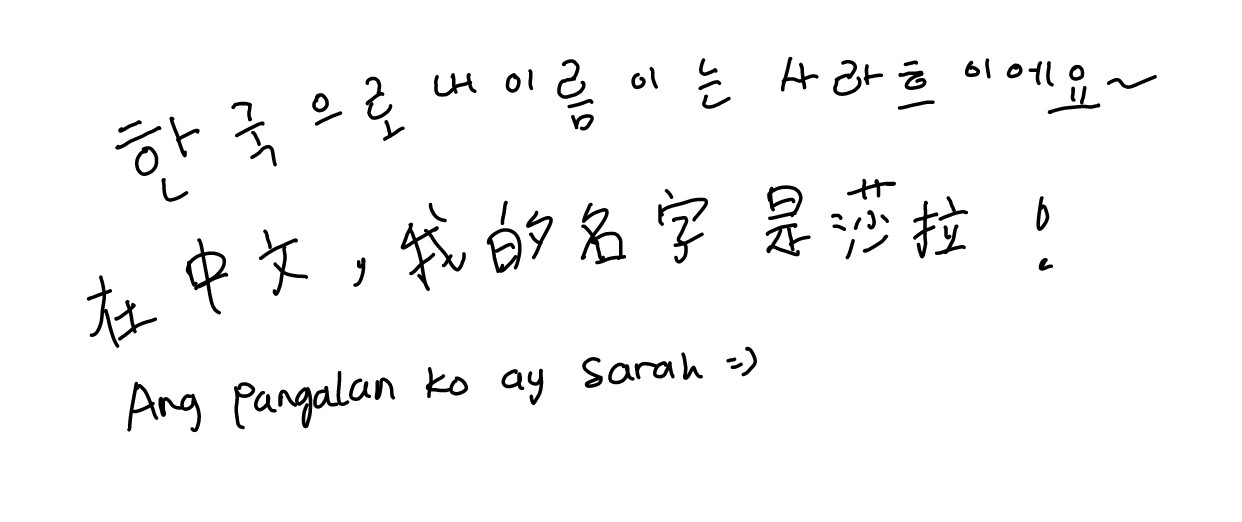 한국으로 내 이름이는 사라흐이에요~
在中文，我的名字是莎拉！
Ang pangalan ko ay Sarah =)